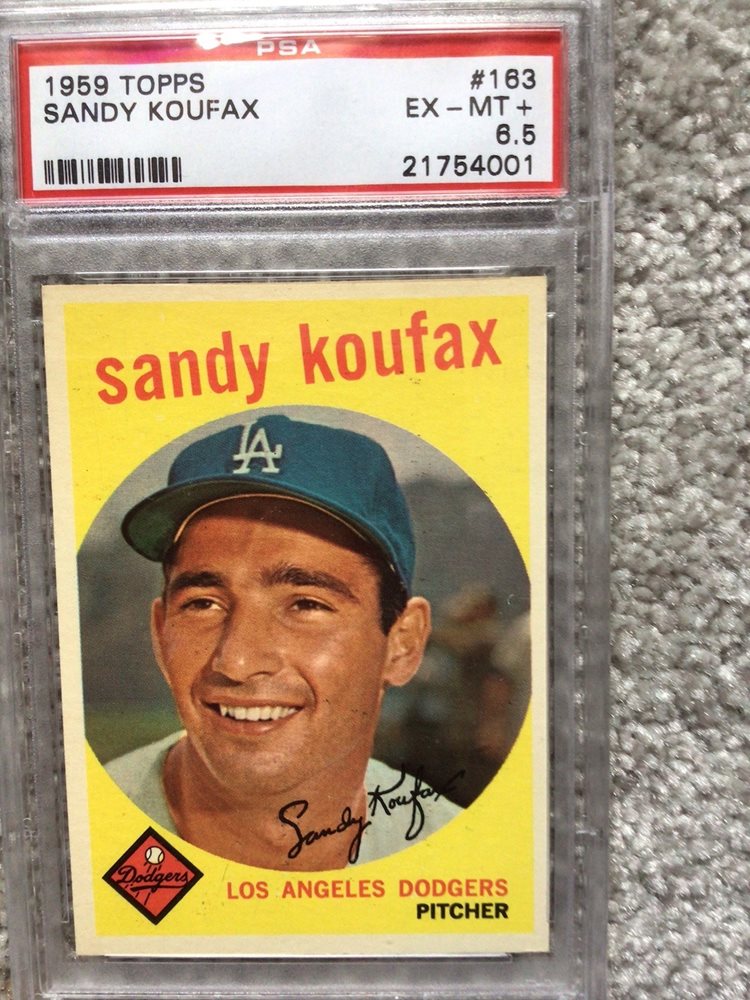 PSA
1959 TOPPS #163
SANDY KOUFAX EX - MT +
6.5
21754001
sandy koufax
LA
Sandy Koufax
Dodgers
LOS ANGELES DODGERS
PITCHER